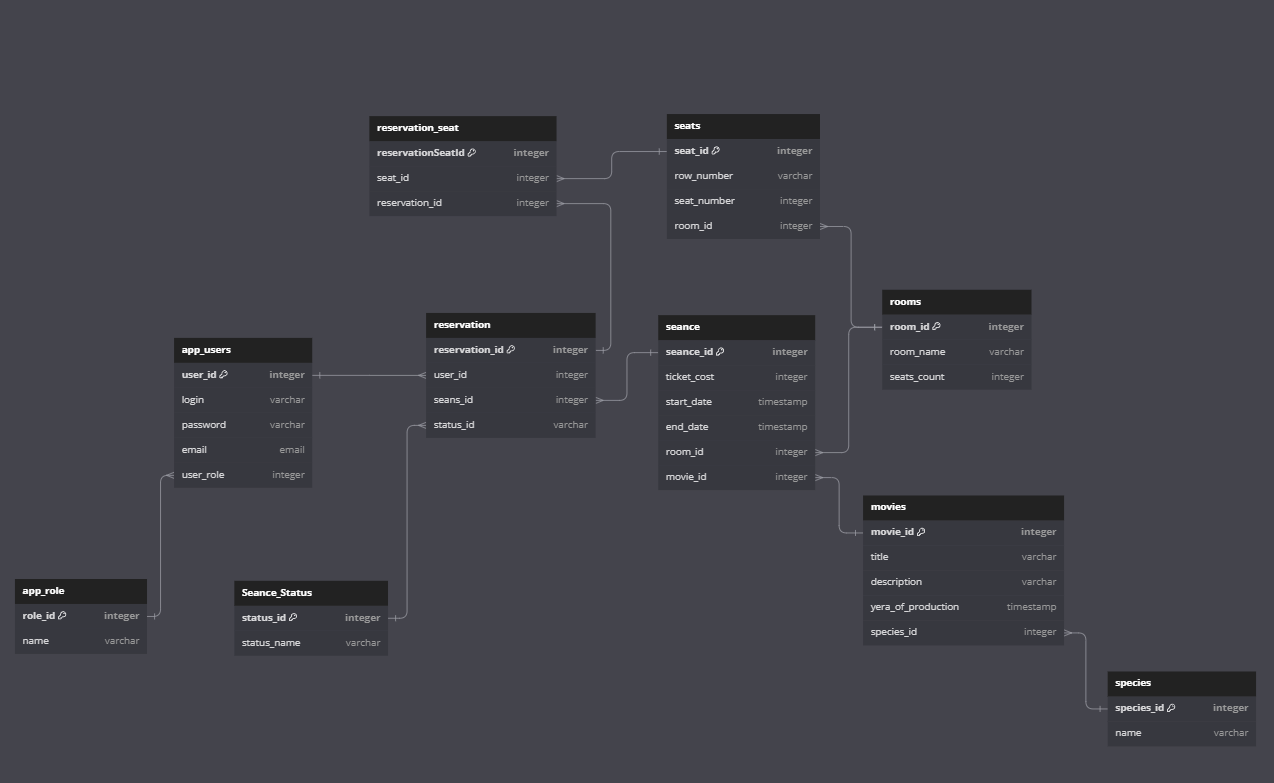 reservation_seat
reservationSeatId integer
seat_id integer
reservation_id integer
seats
seat_id integer
row_number varchar
seat_number integer
room_id integer
rooms
room_id integer
room_name varchar
seats_count integer
reservation
reservation_id integer
user_id integer
seans_id integer
status_id varchar
seance
seance_id integer
ticket_cost integer
start_date timestamp
end_date timestamp
room_id integer
movie_id integer
app_users
user_id integer
login varchar
password varchar
email email
user_role integer
movies
movie_id integer
title varchar
description varchar
yera_of_production timestamp
species_id integer
app_role
role_id integer
name varchar
Seance_Status
status_id integer
status_name varchar
species
species_id integer
name varchar